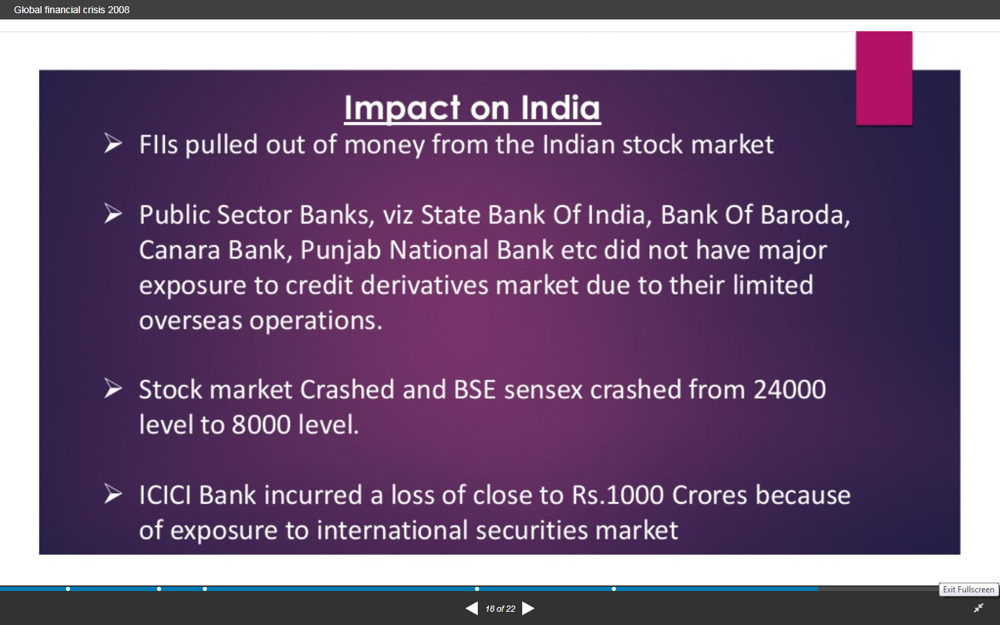 Global financial crisis 2008
Impact on India
➢ FIIs pulled out of money from the Indian stock market
➢ Public Sector Banks, viz State Bank Of India, Bank Of Baroda,
Canara Bank, Punjab National Bank etc did not have major
exposure to credit derivatives market due to their limited
overseas operations.
➢ Stock market Crashed and BSE sensex crashed from 24000
level to 8000 level.
➢ ICICI Bank incurred a loss of close to Rs.1000 Crores because
of exposure to international securities market
Exit Fullscreen
18 of 22